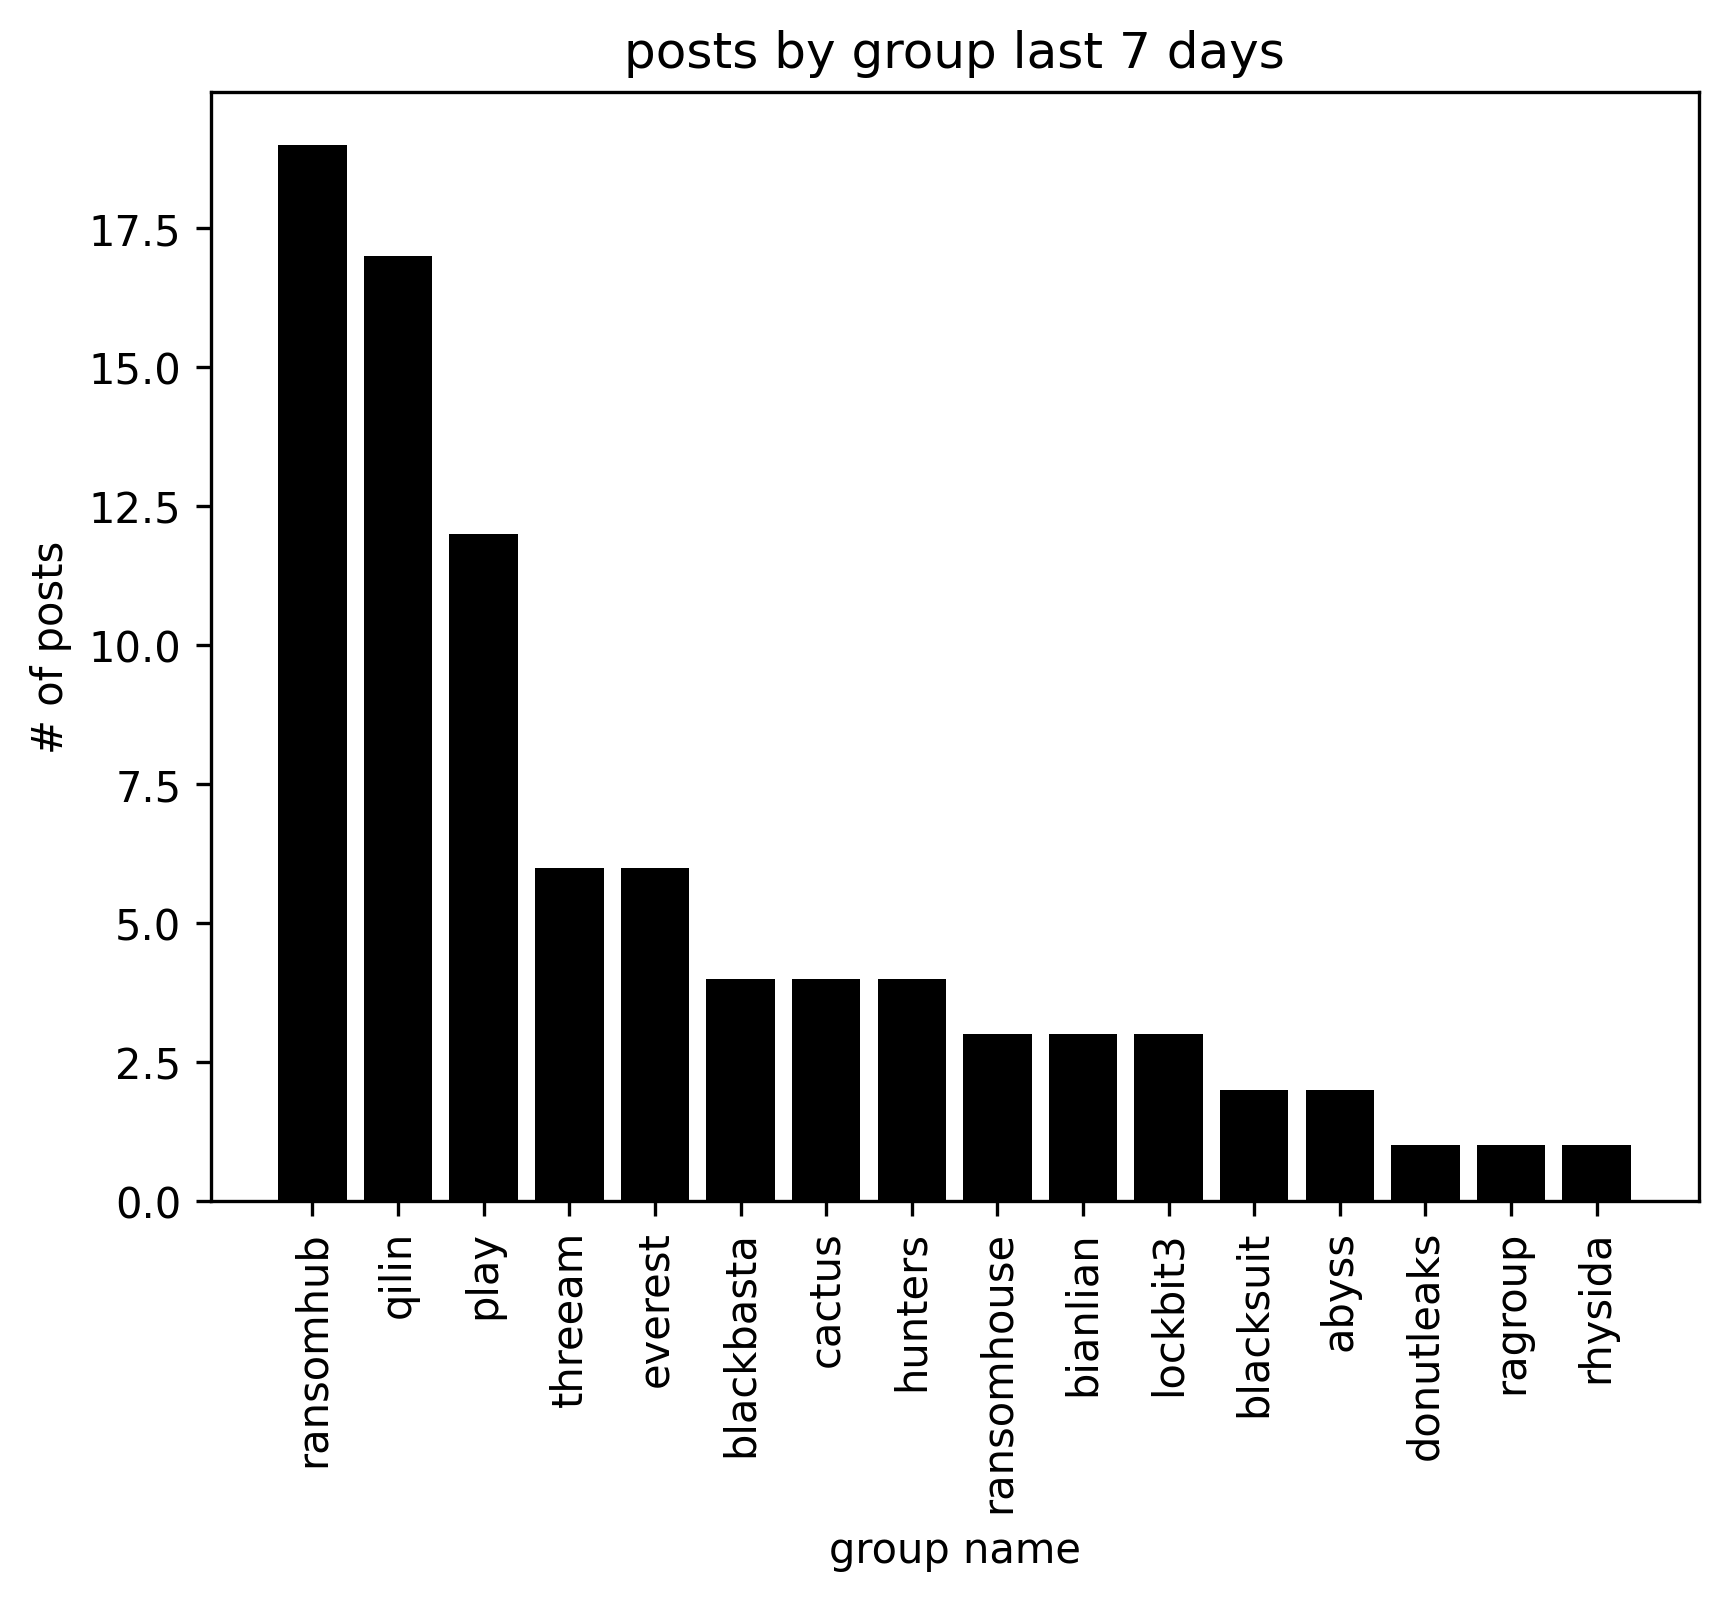 posts by group last 7 days
# of posts
17.5
15.0
12.5
10.0
7.5
5.0
2.5
0.0
ransomhub
qilin
play
threeam
everest
blackbasta
cactus
hunters
ransomhouse
bianlian
lockbit3
blacksuit
abyss
donutleaks
ragroup
rhysida
group name